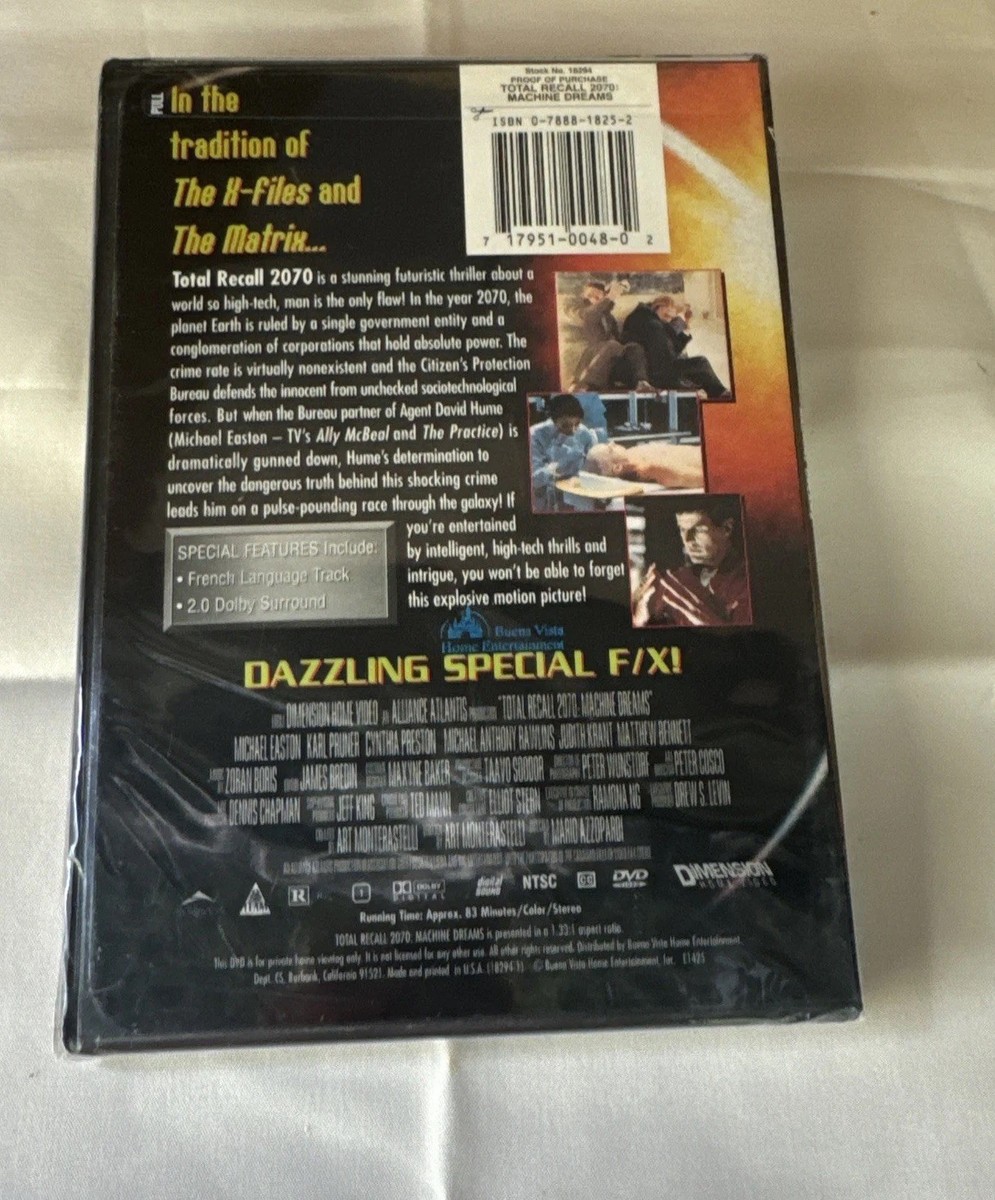 PULL
In the
tradition of
The X-Files and
The Matrix...
Stock No. 18294
PROOF OF PURCHASE
TOTAL RECALL 2070:
MACHINE DREAMS
ISBN 0-7888-1825-2
7 17951-0048-0 2
Total Recall 2070 is a stunning futuristic thriller about a
world so high-tech, man is the only flaw! In the year 2070, the
planet Earth is ruled by a single government entity and a
conglomeration of corporations that hold absolute power. The
crime rate is virtually nonexistent and the Citizen's Protection
Bureau defends the innocent from unchecked sociotechnological
forces. But when the Bureau partner of Agent David Hume
(Michael Easton – TV's Ally McBeal and The Practice) is
dramatically gunned down, Hume's determination to
uncover the dangerous truth behind this shocking crime
leads him on a pulse-pounding race through the galaxy! If
you're entertained
by intelligent, high-tech thrills and
intrigue, you won't be able to forget
this explosive motion picture!
SPECIAL FEATURES Include:
• French Language Track
• 2.0 Dolby Surround
Buena Vista
Home Entertainment
DAZZLING SPECIAL F/X!
DIMENSION HOME VIDEO ALLIANCE ATLANTIS "TOTAL RECALL 2070: MACHINE DREAMS"
MICHAEL EASTON KARL PRUNER CYNTHIA PRESTON MICHAEL ANTHONY RAWLINS JUDITH KRANT MATTHEW BENNETT
ZORAN BORIS JAMES BREDIN MAXYNE BAKER TAAVO SOODOR PETER WUNSTORF PETER COSCO
DENNIS CHAPMAN JEFF KING TED MANN ELLIOT STERN RAMONA NG DREW S. LEVIN
ART MONTERASTELLI ART MONTERASTELLI MARIO AZZOPARDI
R 1 DOLBY DIGITAL digital SOUND NTSC CC DVD VIDEO DIMENSION HOME VIDEO
Running Time: Approx. 83 Minutes/Color/Stereo
TOTAL RECALL 2070: MACHINE DREAMS is presented in a 1.33:1 aspect ratio.
This DVD is for private home viewing only. It is not licensed for any other use. All other rights reserved. Distributed by Buena Vista Home Entertainment,
Dept. CS, Burbank, California 91521. Made and printed in U.S.A. © Buena Vista Home Entertainment, Inc.